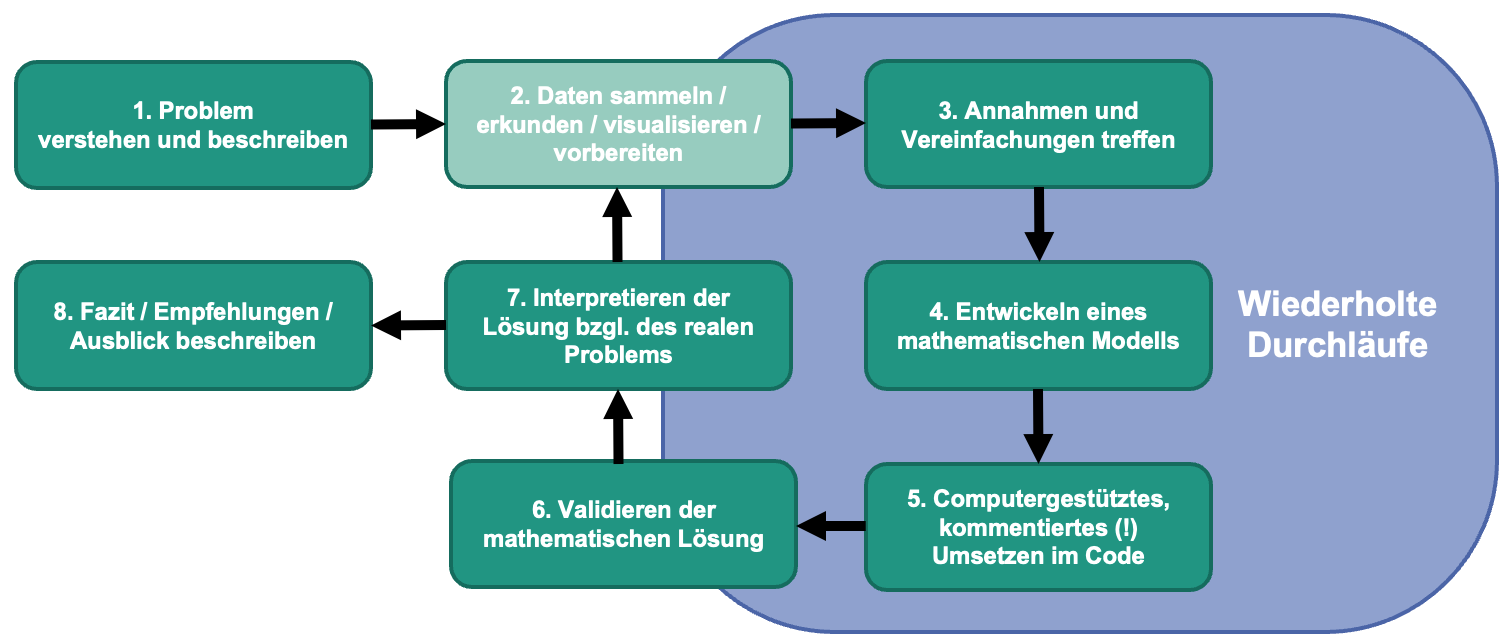 1. Problem
verstehen und beschreiben
2. Daten sammeln /
erkunden / visualisieren /
vorbereiten
3. Annahmen und
Vereinfachungen treffen
4. Entwickeln eines
mathematischen Modells
5. Computergestütztes,
kommentiertes (!)
Umsetzen im Code
6. Validieren der
mathematischen Lösung
7. Interpretieren der
Lösung bzgl. des realen
Problems
8. Fazit / Empfehlungen /
Ausblick beschreiben
Wiederholte
Durchläufe